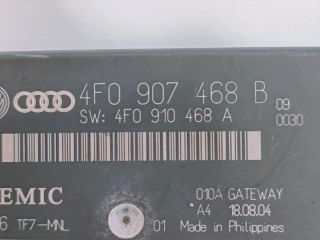 4F0 907 468 B 09
SW: 4F0 910 468 A 0030
EMIC 010A GATEWAY
6 TF7-MNL 01 A4 18.08.04
Made in Philippines